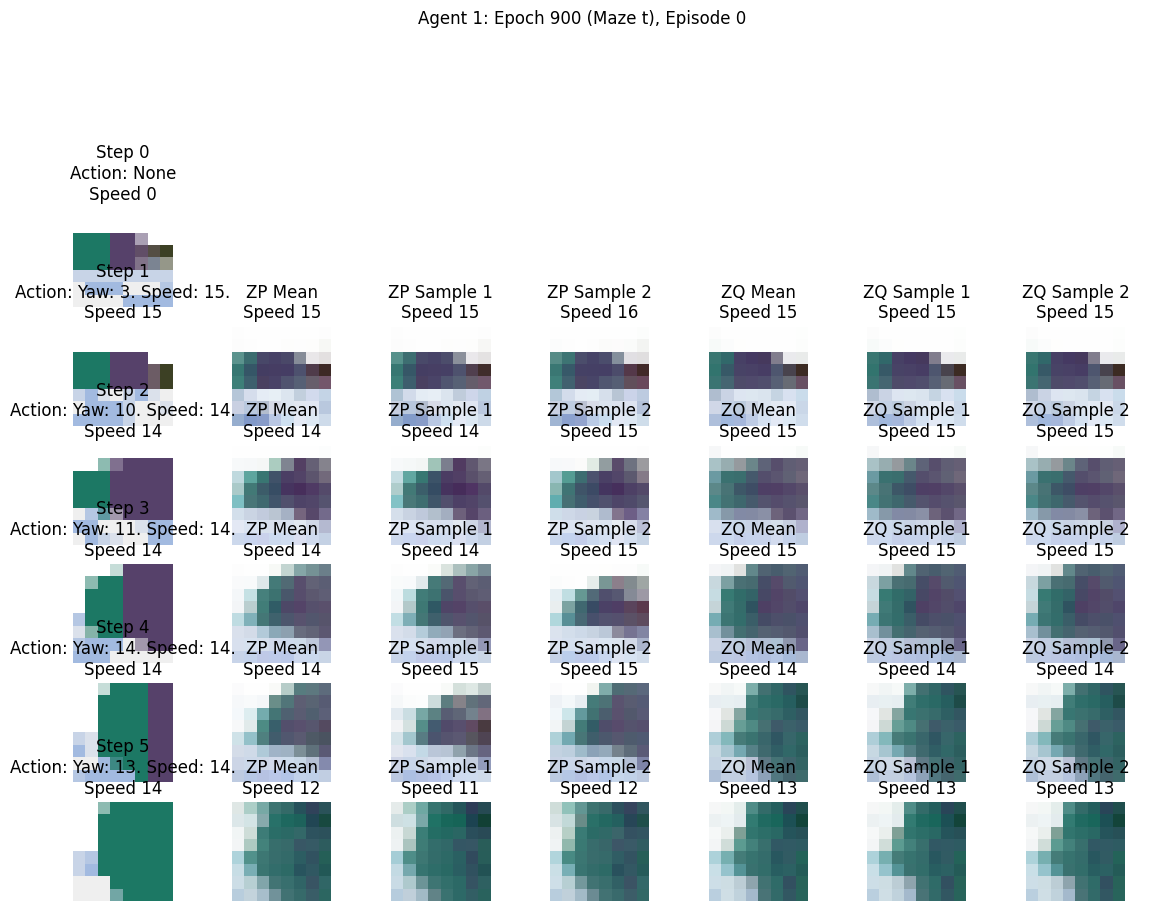 Agent 1: Epoch 900 (Maze t), Episode 0
Step 0
Action: None
Speed 0
Step 1
Action: Yaw: 3. Speed: 15.
Speed 15
ZP Mean
Speed 15
ZP Sample 1
Speed 15
ZP Sample 2
Speed 16
ZQ Mean
Speed 15
ZQ Sample 1
Speed 15
ZQ Sample 2
Speed 15
Step 2
Action: Yaw: 10. Speed: 14.
Speed 14
ZP Mean
Speed 14
ZP Sample 1
Speed 14
ZP Sample 2
Speed 15
ZQ Mean
Speed 15
ZQ Sample 1
Speed 15
ZQ Sample 2
Speed 15
Step 3
Action: Yaw: 11. Speed: 14.
Speed 14
ZP Mean
Speed 14
ZP Sample 1
Speed 14
ZP Sample 2
Speed 15
ZQ Mean
Speed 15
ZQ Sample 1
Speed 15
ZQ Sample 2
Speed 15
Step 4
Action: Yaw: 14. Speed: 14.
Speed 14
ZP Mean
Speed 14
ZP Sample 1
Speed 15
ZP Sample 2
Speed 15
ZQ Mean
Speed 14
ZQ Sample 1
Speed 14
ZQ Sample 2
Speed 14
Step 5
Action: Yaw: 13. Speed: 14.
Speed 14
ZP Mean
Speed 12
ZP Sample 1
Speed 11
ZP Sample 2
Speed 12
ZQ Mean
Speed 13
ZQ Sample 1
Speed 13
ZQ Sample 2
Speed 13